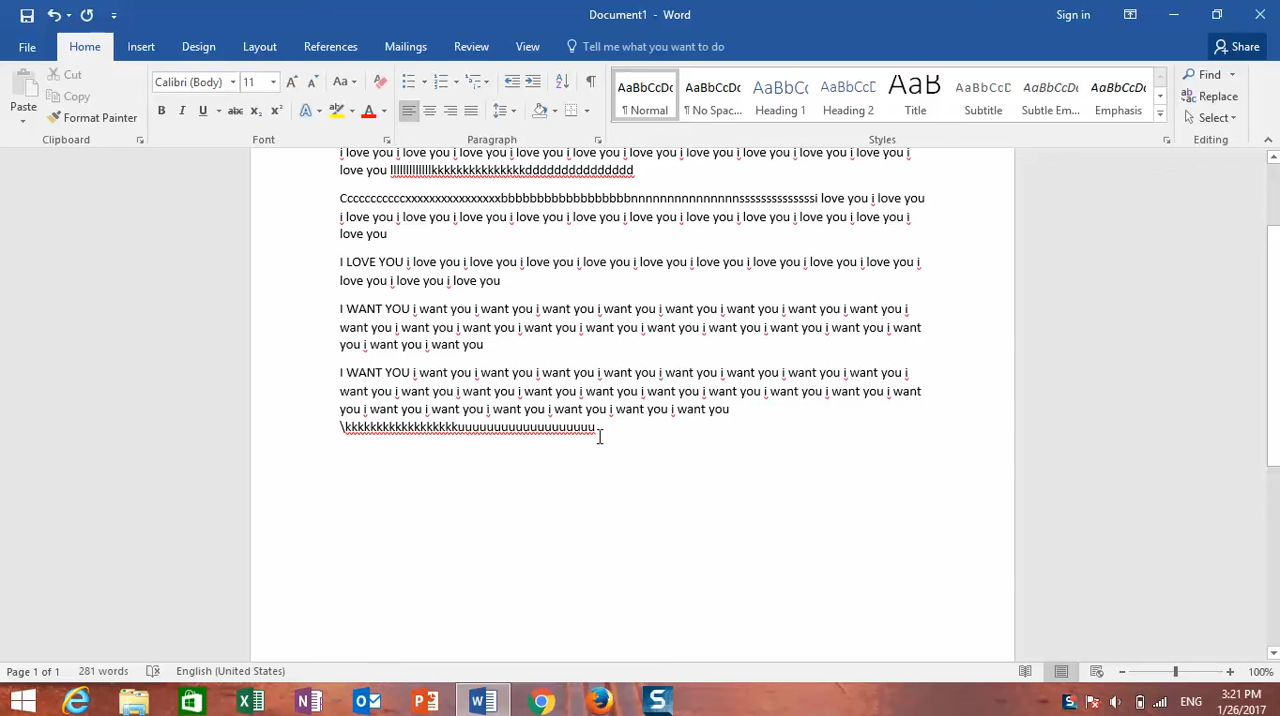 Document1 - Word
Sign in
File
Home
Insert
Design
Layout
References
Mailings
Review
View
Tell me what you want to do
Share
Paste
Cut
Copy
Format Painter
Clipboard
Calibri (Body)
11
Font
Paragraph
AaBbCcDc
¶ Normal
AaBbCcDc
¶ No Spac...
AaBbCc
Heading 1
AaBbCcD
Heading 2
AaB
Title
AaBbCcD
Subtitle
AaBbCcDc
Subtle Em...
AaBbCcDc
Emphasis
Styles
Find
Replace
Select
Editing
i love you i love you i love you i love you i love you i love you i love you i love you i love you i love you i
love you lllllllllllllkkkkkkkkkkkkkkkddddddddddddddd
Cccccccccccxxxxxxxxxxxxxxxxbbbbbbbbbbbbbbbbbbnnnnnnnnnnnnnnnsssssssssssssi love you i love you
i love you i love you i love you i love you i love you i love you i love you i love you i love you i love you i
love you
I LOVE YOU i love you i love you i love you i love you i love you i love you i love you i love you i love you i
love you i love you i love you
I WANT YOU i want you i want you i want you i want you i want you i want you i want you i want you i
want you i want you i want you i want you i want you i want you i want you i want you i want you i want
you i want you i want you
I WANT YOU i want you i want you i want you i want you i want you i want you i want you i want you i
want you i want you i want you i want you i want you i want you i want you i want you i want you i want
you i want you i want you i want you i want you i want you i want you
\kkkkkkkkkkkkkkkkkkuuuuuuuuuuuuuuuuuuu
Page 1 of 1
281 words
English (United States)
100%
ENG
3:21 PM
1/26/2017